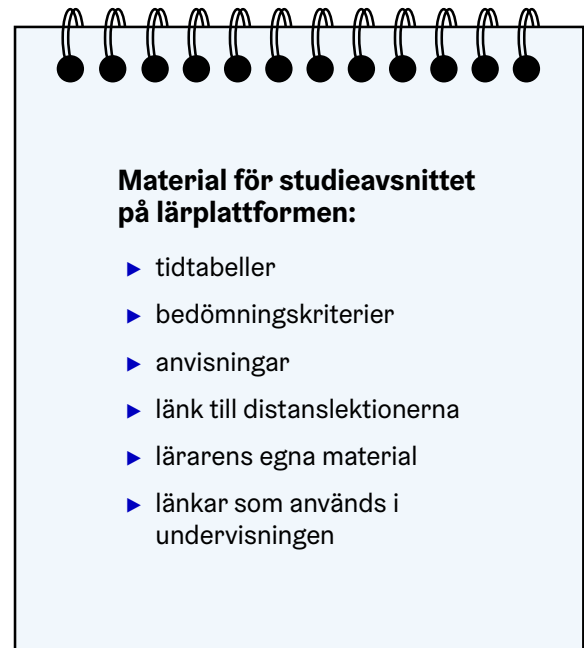 Material för studieavsnittet
på lärplattformen:
► tidtabeller
► bedömningskriterier
► anvisningar
► länk till distanslektionerna
► lärarens egna material
► länkar som används i
undervisningen